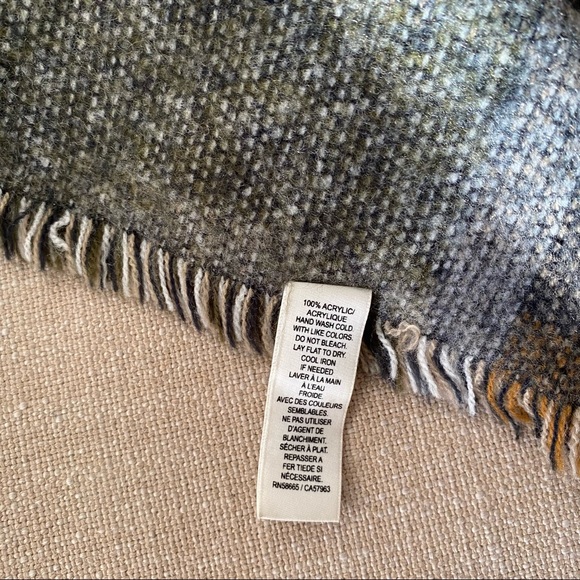 100% ACRYLIC/
ACRYLIQUE
HAND WASH COLD
WITH LIKE COLORS.
DO NOT BLEACH.
LAY FLAT TO DRY.
COOL IRON
IF NEEDED
LAVER À LA MAIN
À L'EAU
FROIDE
AVEC DES COULEURS
SEMBLABLES.
NE PAS UTILISER
D'AGENT DE
BLANCHIMENT.
SÉCHER À PLAT.
REPASSER A
FER TIEDE SI
NÉCESSAIRE.
RN58665 / CA57963